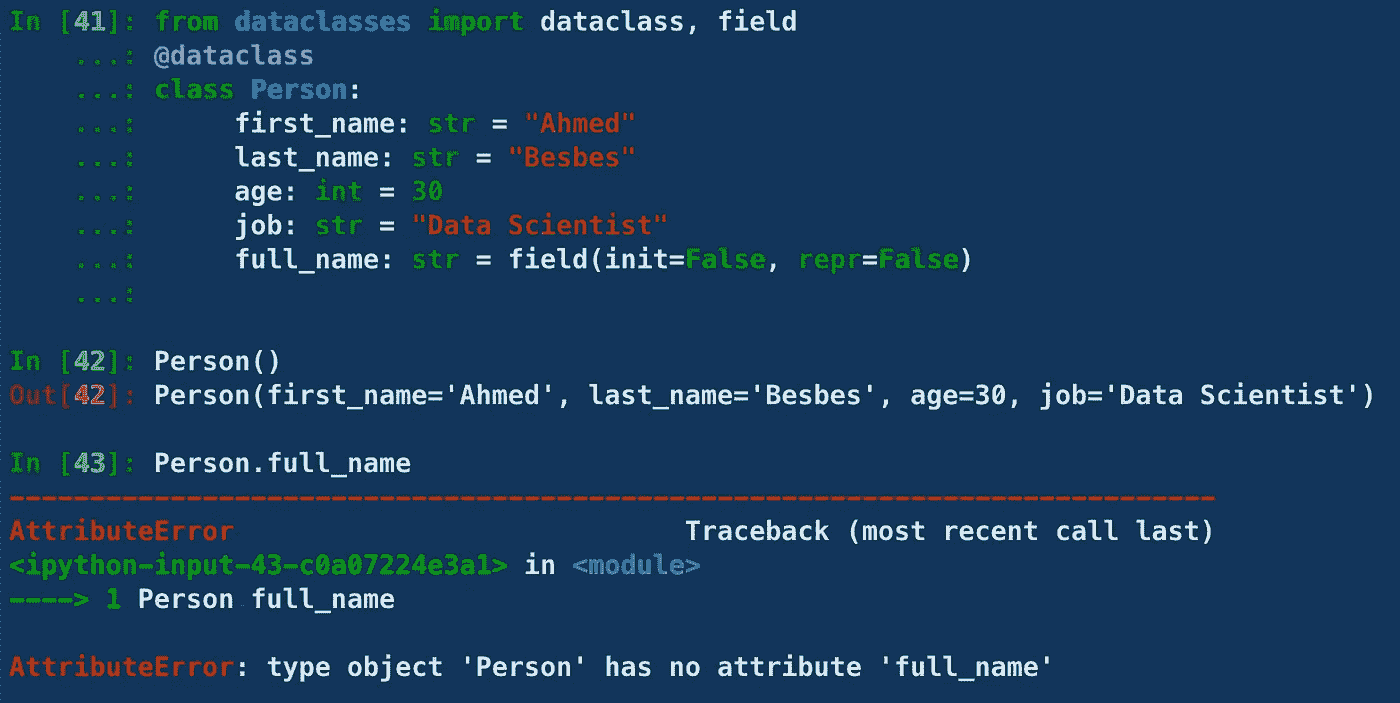 In [41]: from dataclasses import dataclass, field
    ...: @dataclass
    ...: class Person:
    ...:      first_name: str = "Ahmed"
    ...:      last_name: str = "Besbes"
    ...:      age: int = 30
    ...:      job: str = "Data Scientist"
    ...:      full_name: str = field(init=False, repr=False)
    ...:
In [42]: Person()
Out[42]: Person(first_name='Ahmed', last_name='Besbes', age=30, job='Data Scientist')
In [43]: Person.full_name
---------------------------------------------------------------------------
AttributeError                            Traceback (most recent call last)
<ipython-input-43-c0a07224e3a1> in <module>
----> 1 Person full_name
AttributeError: type object 'Person' has no attribute 'full_name'